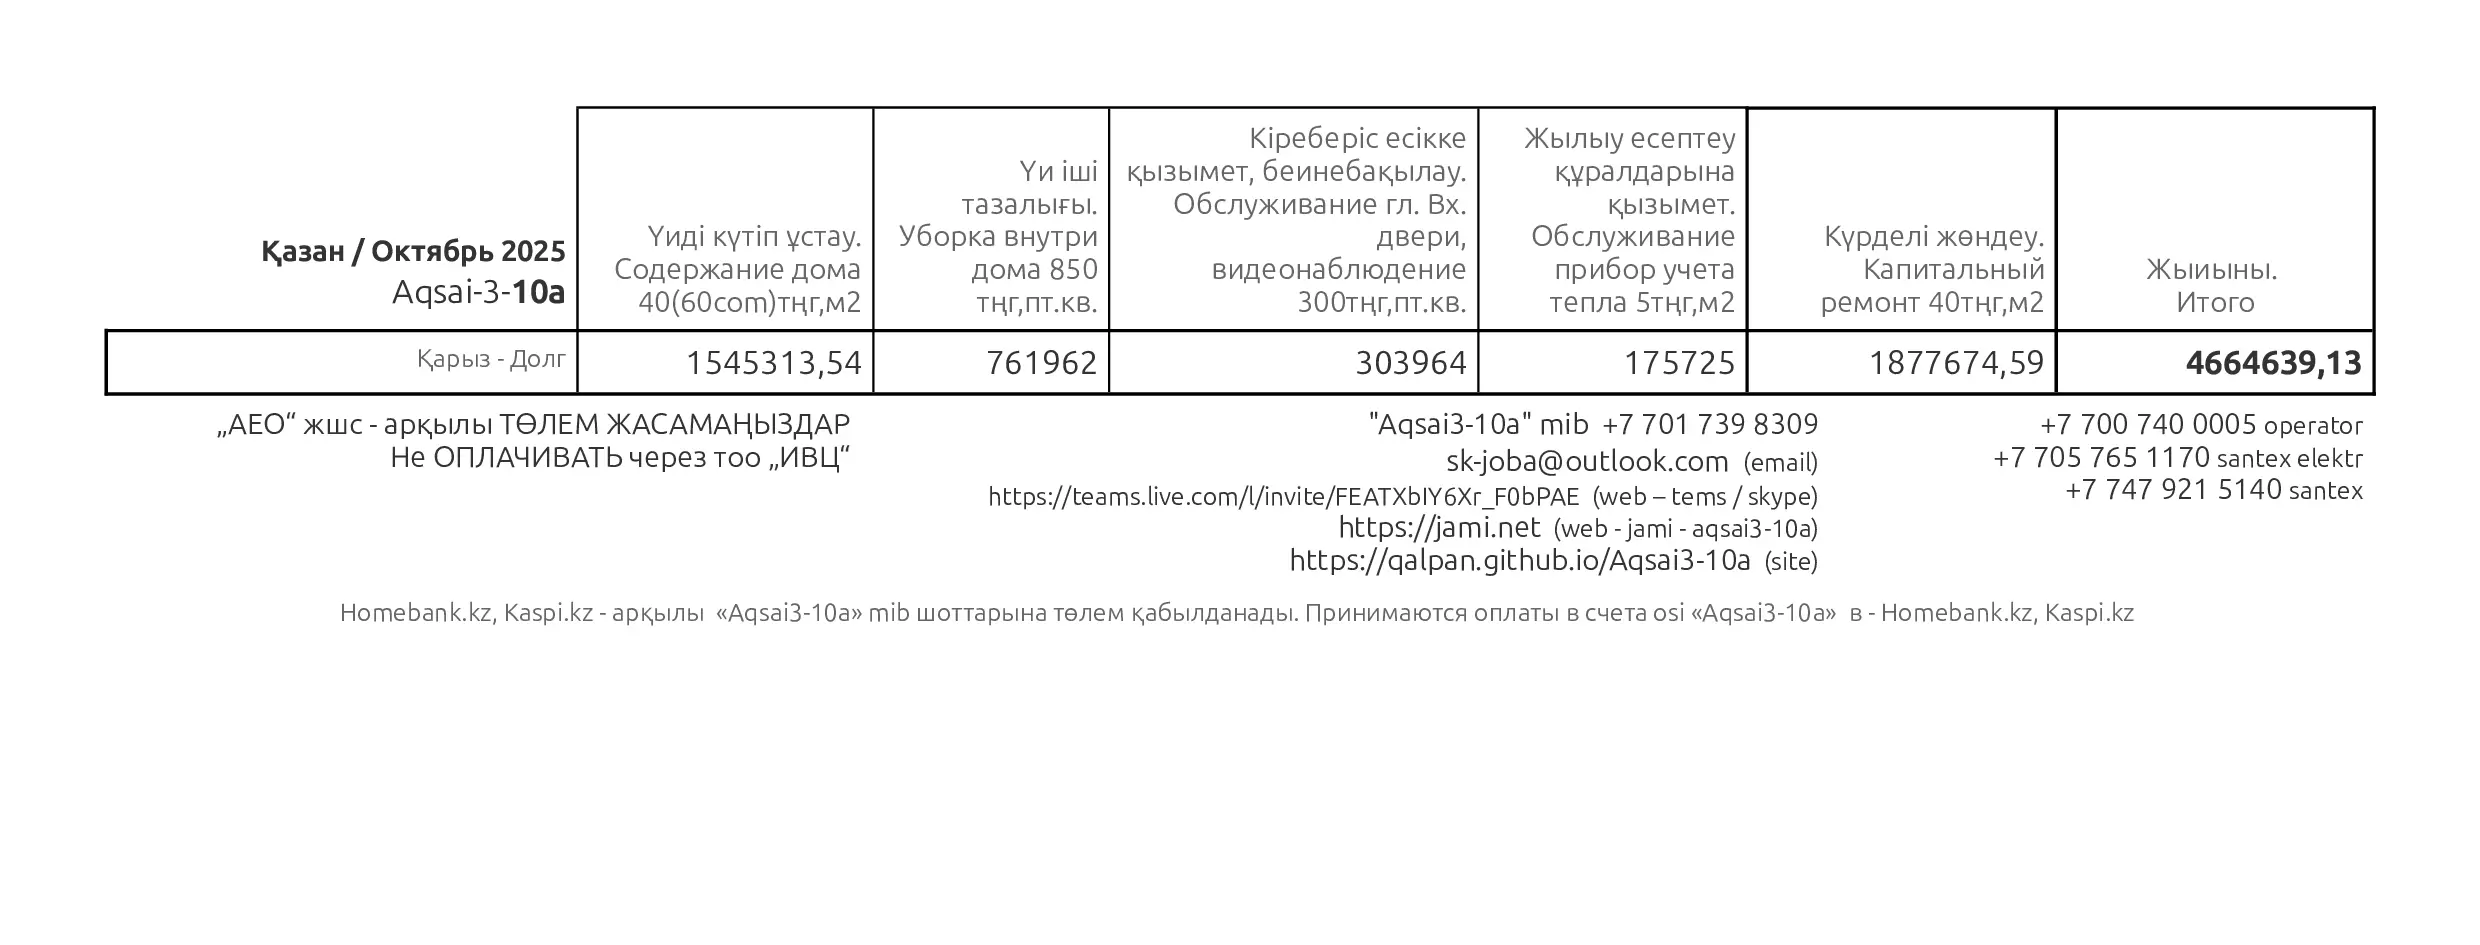 Қазан / Октябрь 2025
Aqsai-3-10a
Үиді күтіп ұстау.
Содержание дома
40(60com)тңг,м2
Үи іші
тазалығы.
Уборка внутри
дома 850
тңг,пт.кв.
Кіреберіс есікке
қызымет, беинебақылау.
Обслуживание гл. Вх.
двери,
видеонаблюдение
300тңг,пт.кв.
Жылыу есептеу
құралдарына
қызымет.
Обслуживание
прибор учета
тепла 5тңг,м2
Күрделі жөндеу.
Капитальный
ремонт 40тңг,м2
Жыиыны.
Итого
Қарыз - Долг 1545313,54 761962 303964 175725 1877674,59 4664639,13
„АЕО“ жшс - арқылы ТӨЛЕМ ЖАСАМАҢЫЗДАР
Не ОПЛАЧИВАТЬ через тоо „ИВЦ“
"Aqsai3-10a" mib +7 701 739 8309
sk-joba@outlook.com (email)
https://teams.live.com/l/invite/FEATXbIY6Xr_F0bPAE (web – tems / skype)
https://jami.net (web - jami - aqsai3-10a)
https://qalpan.github.io/Aqsai3-10a (site)
+7 700 740 0005 operator
+7 705 765 1170 santex elektr
+7 747 921 5140 santex
Homebank.kz, Kaspi.kz - арқылы «Aqsai3-10a» mib шоттарына төлем қабылданады. Принимаются оплаты в счета osi «Aqsai3-10a» в - Homebank.kz, Kaspi.kz